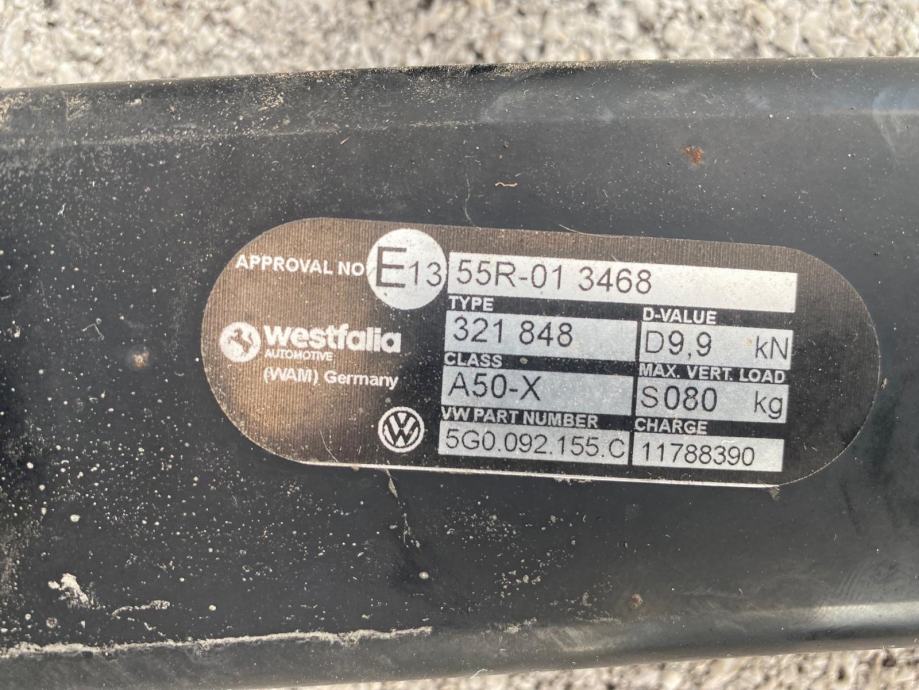 APPROVAL NO E13 55R-01 3468
TYPE D-VALUE
321 848 D9,9 kN
westfalia
AUTOMOTIVE
(WAM) Germany
CLASS MAX. VERT. LOAD
A50-X S080 kg
VW PART NUMBER CHARGE
5G0.092.155.C 11788390
VW